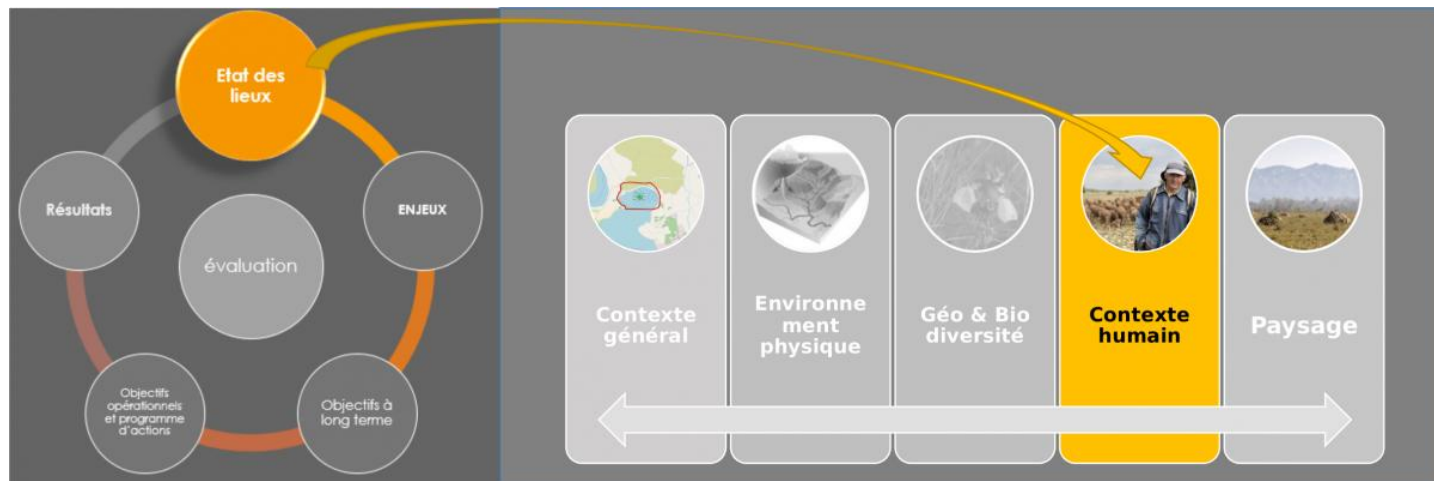 Etat des
lieux
Résultats
ENJEUX
évaluation
Objectifs
opérationnels
et programme
d'actions
Objectifs à
long terme
Contexte
général
Environne
ment
physique
Géo & Bio
diversité
Contexte
humain
Paysage